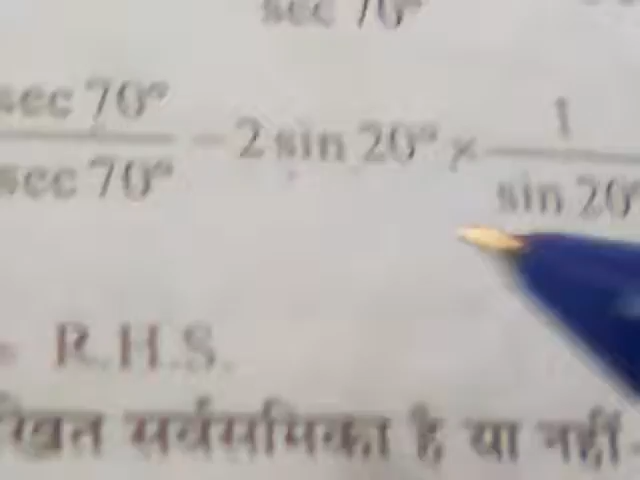 sec 70°
sec 70° - 2 sin 20° × 1
sec 70° sin 20°
= R.H.S.
सर्वसमिका है या नहीं-